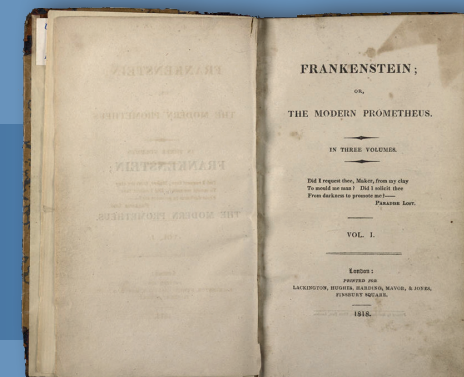 FRANKENSTEIN;
OR,
THE MODERN PROMETHEUS.
IN THREE VOLUMES.
Did I request thee, Maker, from my clay
To mould me man? Did I solicit thee
From darkness to promote me?——
PARADISE LOST.
VOL. I.
London:
PRINTED FOR
LACKINGTON, HUGHES, HARDING, MAVOR, & JONES,
FINSBURY SQUARE.
1818.